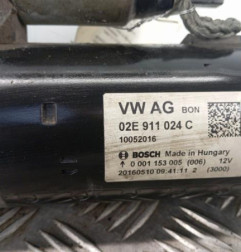 VW AG BON
02E 911 024 C
10052016
BOSCH Made in Hungary
0 001 153 005 (006) 12V
20160510 09:41:11 2 (3000)